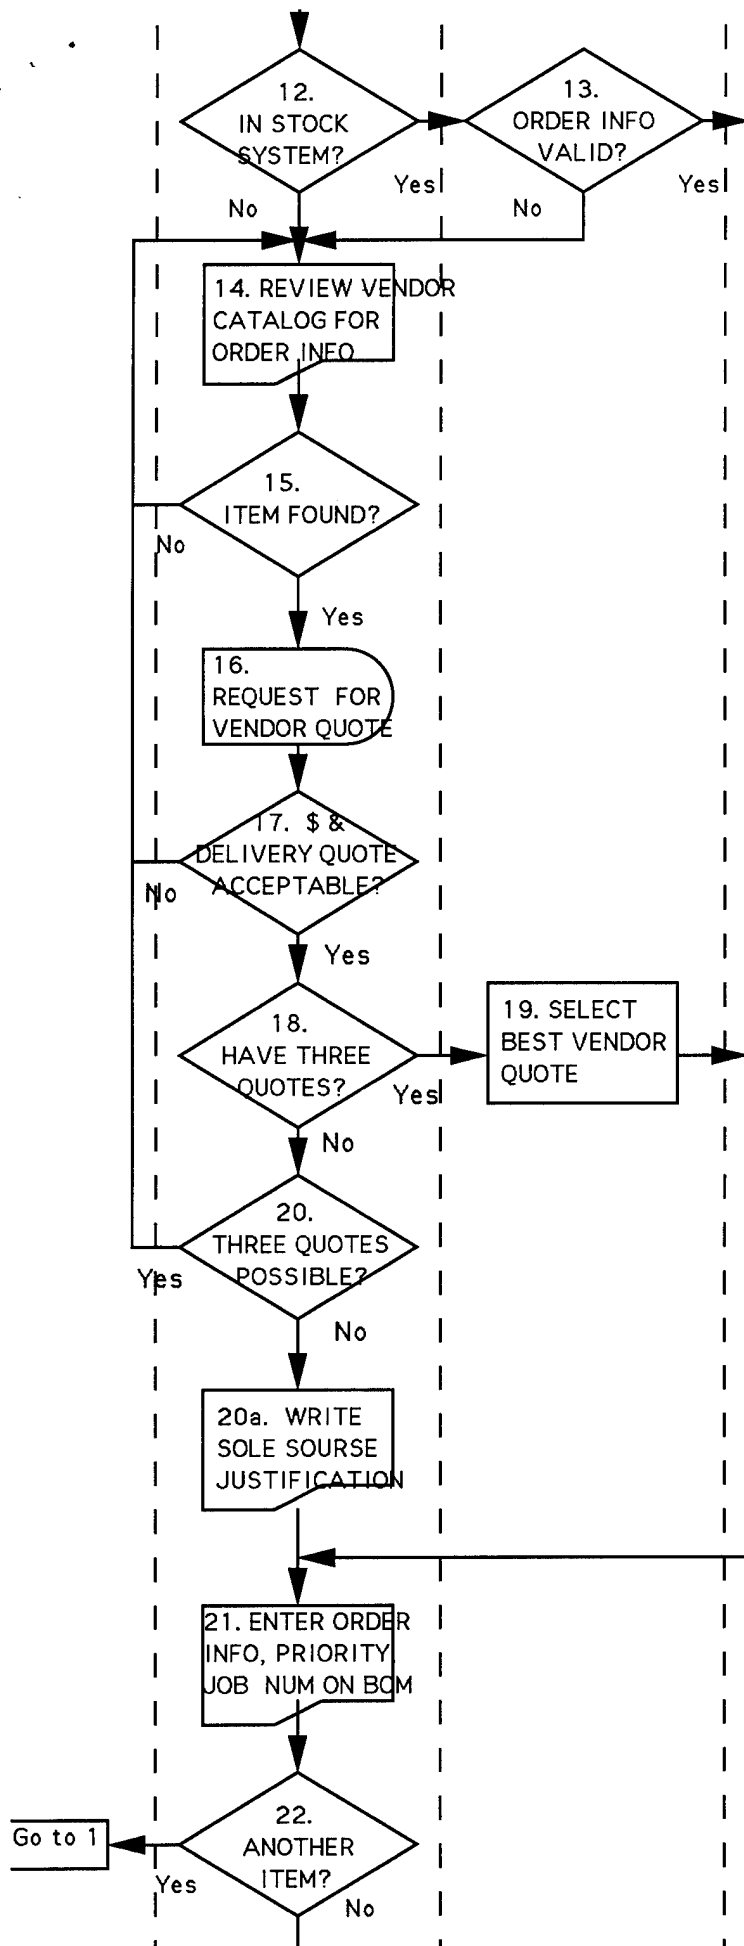 12.
IN STOCK
SYSTEM?
Yes
No
13.
ORDER INFO
VALID?
Yes
No
14. REVIEW VENDOR
CATALOG FOR
ORDER INFO
15.
ITEM FOUND?
No
Yes
16.
REQUEST FOR
VENDOR QUOTE
17. $ &
DELIVERY QUOTE
ACCEPTABLE?
No
Yes
18.
HAVE THREE
QUOTES?
Yes
No
19. SELECT
BEST VENDOR
QUOTE
20.
THREE QUOTES
POSSIBLE?
Yes
No
20a. WRITE
SOLE SOURSE
JUSTIFICATION
21. ENTER ORDER
INFO, PRIORITY,
JOB NUM ON BOM
22.
ANOTHER
ITEM?
Go to 1
Yes
No